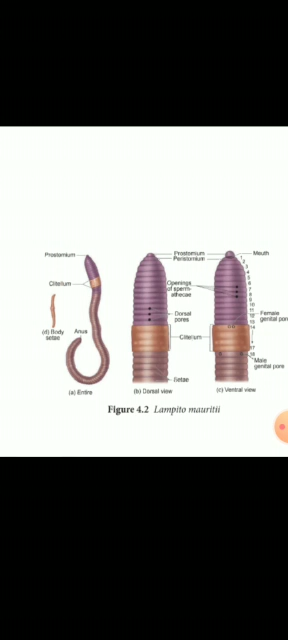 Prostomium
Clitellum
(d) Body
setae
Anus
(a) Entire
Prostomium
Peristomium
Openings
of sperm-
athecae
Dorsal
pores
Clitellum
Setae
(b) Dorsal view
Mouth
1
2
3
4
5
6
7
8
9
10
11
12
13
14
17
18
Female
genital pore
Male
genital pore
(c) Ventral view
Figure 4.2 Lampito mauritii